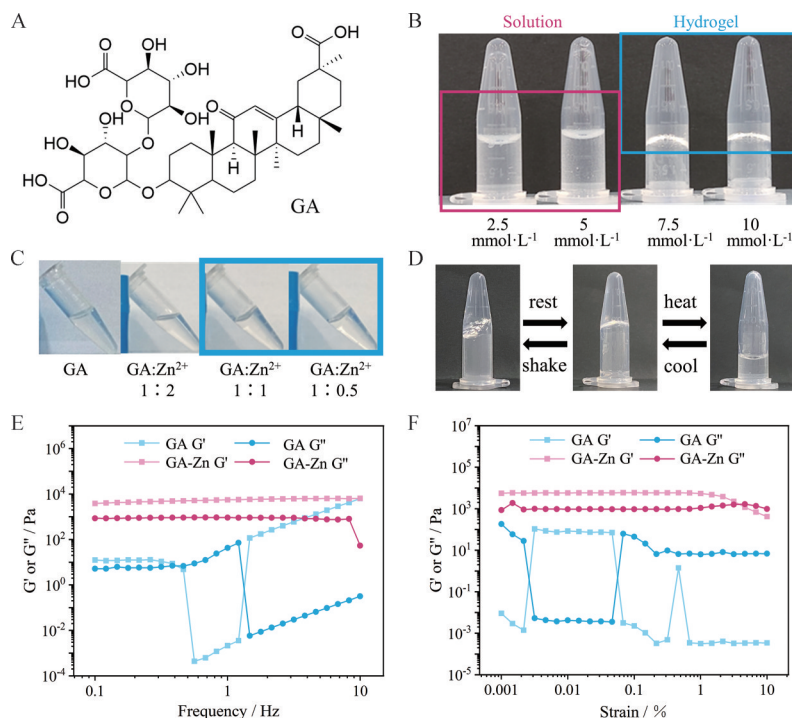 A
B
Solution
Hydrogel
2.5
mmol·L⁻¹
5
mmol·L⁻¹
7.5
mmol·L⁻¹
10
mmol·L⁻¹
HO
O
OH
O
OH
OH
O
OH
O
OH
HO
O
OH
O
HO
O
O
O
GA
C
GA
GA:Zn²⁺
1:2
GA:Zn²⁺
1:1
GA:Zn²⁺
1:0.5
D
rest
shake
heat
cool
E
GA G'
GA G"
GA-Zn G'
GA-Zn G"
G' or G" / Pa
10⁶
10⁴
10²
10⁰
10⁻²
10⁻⁴
0.1
1
10
Frequency / Hz
F
GA G'
GA G"
GA-Zn G'
GA-Zn G"
G' or G" / Pa
10⁷
10⁵
10³
10¹
10⁻¹
10⁻³
10⁻⁵
0.001
0.01
0.1
1
10
Strain / %